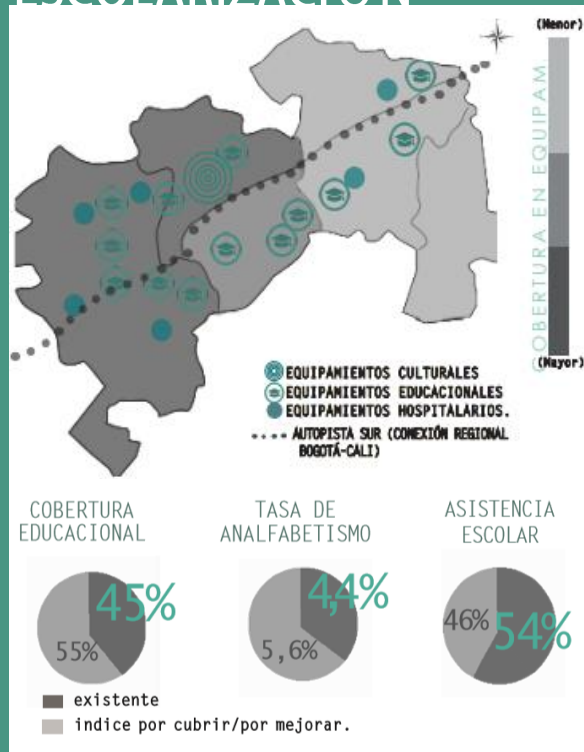 ESCOLARIZACIÓN
(Menor)
COBERTURA EN EQUIPAM.
(Mayor)
EQUIPAMIENTOS CULTURALES
EQUIPAMIENTOS EDUCACIONALES
EQUIPAMIENTOS HOSPITALARIOS.
AUTOPISTA SUR (CONEXIÓN REGIONAL
BOGOTÁ-CALI)
COBERTURA
EDUCACIONAL
45%
55%
TASA DE
ANALFABETISMO
4,4%
5,6%
ASISTENCIA
ESCOLAR
46%
54%
existente
indice por cubrir/por mejorar.